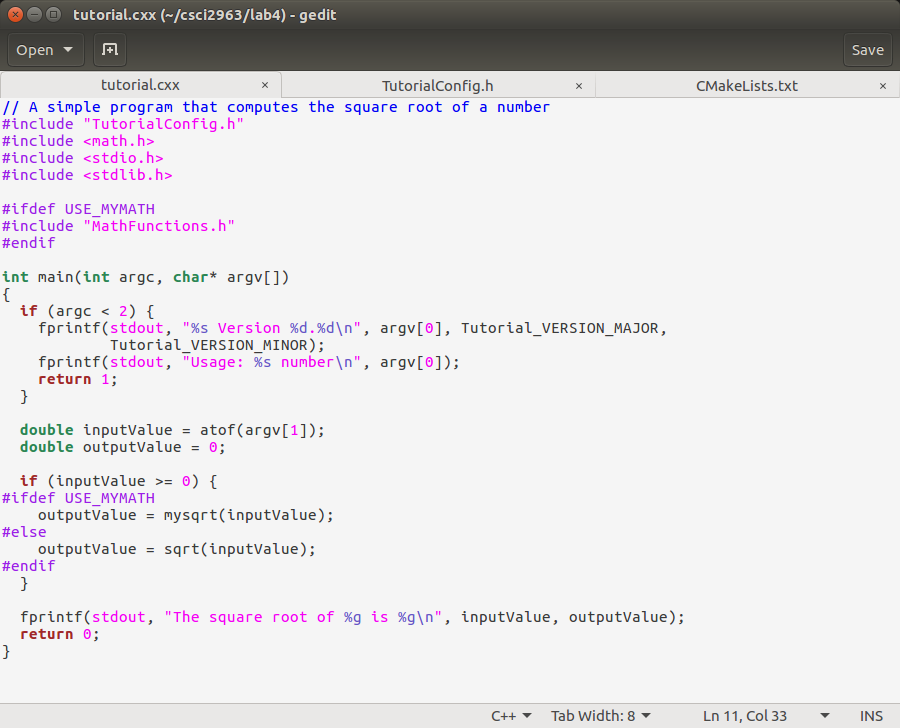 tutorial.cxx (~/csci2963/lab4) - gedit
Open Save
tutorial.cxx × TutorialConfig.h × CMakeLists.txt ×
// A simple program that computes the square root of a number
#include "TutorialConfig.h"
#include <math.h>
#include <stdio.h>
#include <stdlib.h>

#ifdef USE_MYMATH
#include "MathFunctions.h"
#endif

int main(int argc, char* argv[])
{
  if (argc < 2) {
    fprintf(stdout, "%s Version %d.%d\n", argv[0], Tutorial_VERSION_MAJOR,
            Tutorial_VERSION_MINOR);
    fprintf(stdout, "Usage: %s number\n", argv[0]);
    return 1;
  }

  double inputValue = atof(argv[1]);
  double outputValue = 0;

  if (inputValue >= 0) {
#ifdef USE_MYMATH
    outputValue = mysqrt(inputValue);
#else
    outputValue = sqrt(inputValue);
#endif
  }

  fprintf(stdout, "The square root of %g is %g\n", inputValue, outputValue);
  return 0;
}
C++ Tab Width: 8 Ln 11, Col 33 INS